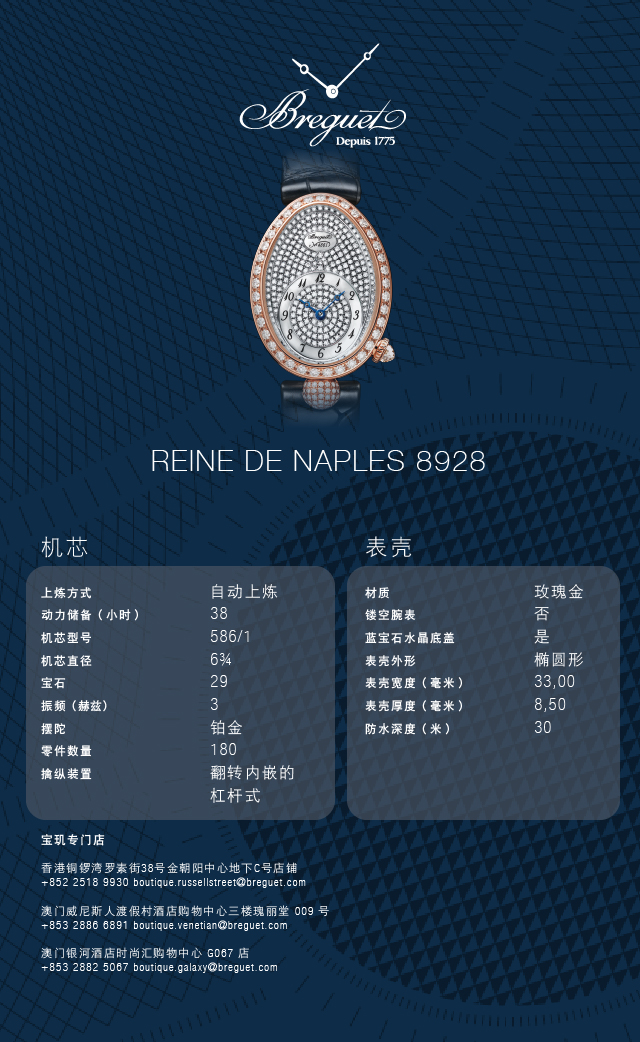 Breguet
Depuis 1775
Breguet
REINE DE NAPLES 8928
机芯
上炼方式 自动上炼
动力储备（小时） 38
机芯型号 586/1
机芯直径 6¾
宝石 29
振频（赫兹） 3
摆陀 铂金
零件数量 180
擒纵装置 翻转内嵌的
杠杆式
表壳
材质 玫瑰金
镂空腕表 否
蓝宝石水晶底盖 是
表壳外形 椭圆形
表壳宽度（毫米） 33,00
表壳厚度（毫米） 8,50
防水深度（米） 30
宝玑专门店
香港铜锣湾罗素街38号金朝阳中心地下C号店铺
+852 2518 9930 boutique.russellstreet@breguet.com
澳门威尼斯人渡假村酒店购物中心三楼瑰丽堂 009 号
+853 2886 6891 boutique.venetian@breguet.com
澳门银河酒店时尚汇购物中心 G067 店
+853 2882 5067 boutique.galaxy@breguet.com